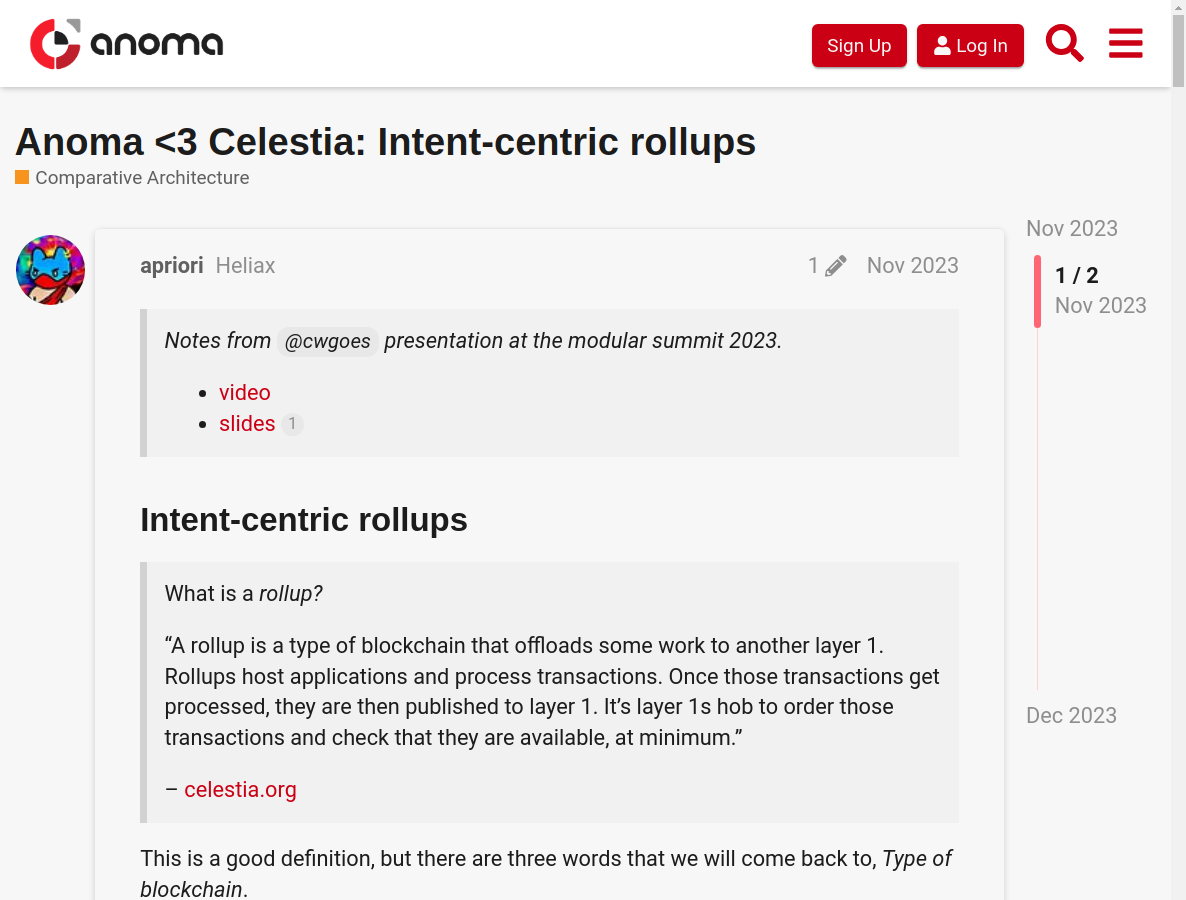 anoma
Sign Up
Log In
Anoma <3 Celestia: Intent-centric rollups
Comparative Architecture
Nov 2023
apriori Heliax
1
Nov 2023
1 / 2
Nov 2023
Notes from @cwgoes presentation at the modular summit 2023.
• video
• slides 1
Intent-centric rollups
What is a rollup?
“A rollup is a type of blockchain that offloads some work to another layer 1.
Rollups host applications and process transactions. Once those transactions get
processed, they are then published to layer 1. It’s layer 1s hob to order those
transactions and check that they are available, at minimum.”
– celestia.org
Dec 2023
This is a good definition, but there are three words that we will come back to, Type of
blockchain.